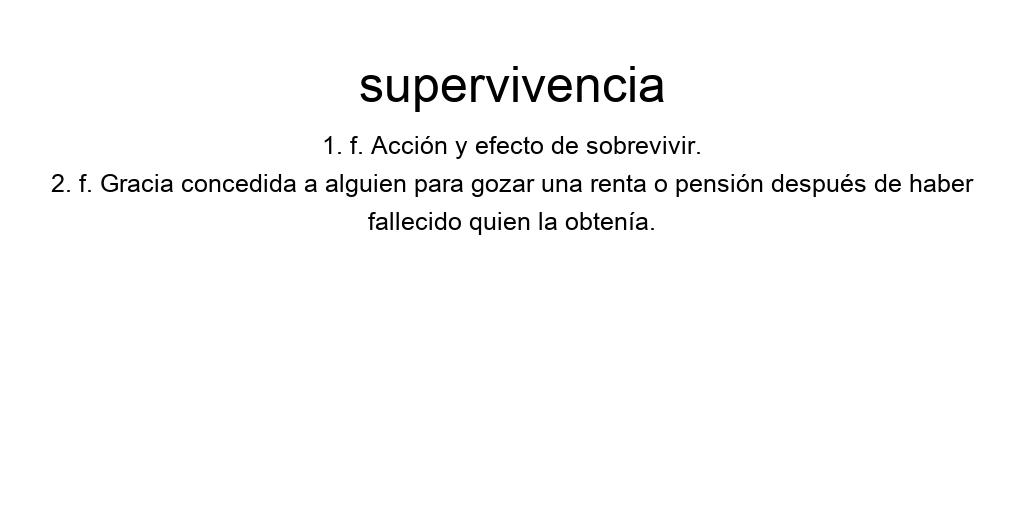 supervivencia
1. f. Acción y efecto de sobrevivir.
2. f. Gracia concedida a alguien para gozar una renta o pensión después de haber
fallecido quien la obtenía.